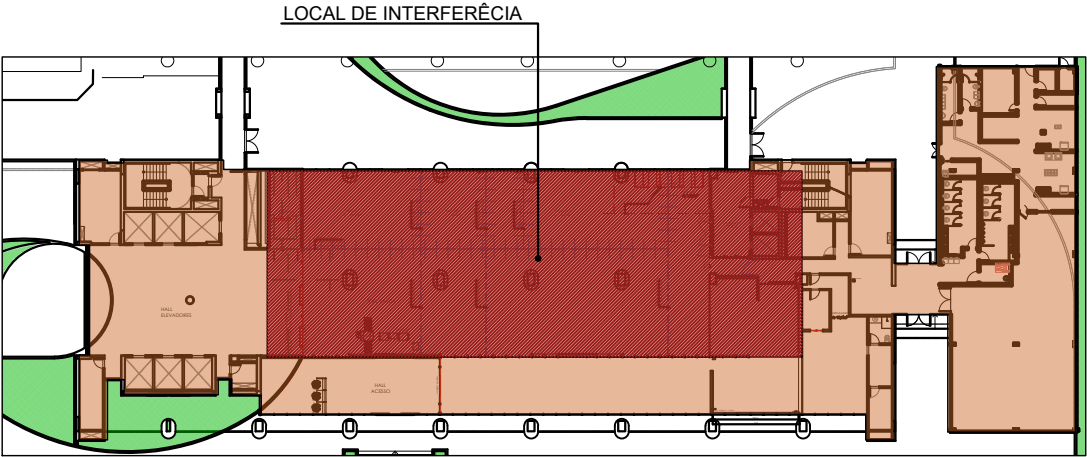 LOCAL DE INTERFERÊCIA
HALL
ELEVADORES
HALL
ACESSO